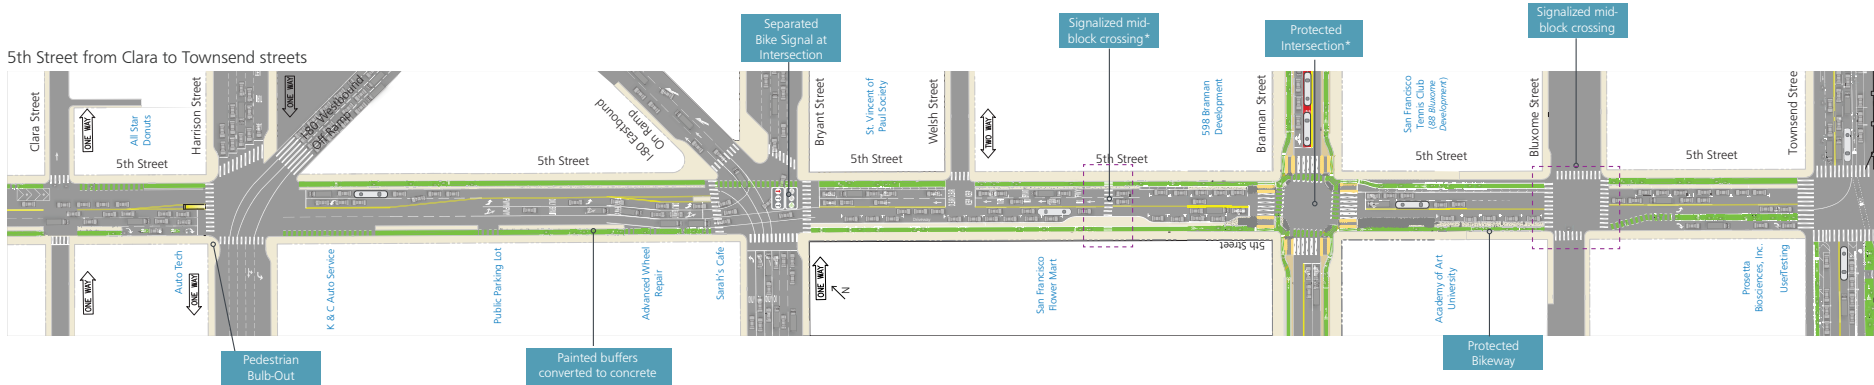 5th Street from Clara to Townsend streets
Separated
Bike Signal at
Intersection
Signalized mid-
block crossing*
Protected
Intersection*
Signalized mid-
block crossing
Clara Street
ONE WAY
All Star
Donuts
5th Street
Harrison Street
ONE WAY
I-80 Westbound
Off Ramp
5th Street
I-80 Eastbound
On Ramp
Bryant Street
St. Vincent of
Paul Society
5th Street
Welsh Street
TWO WAY
5th Street
598 Brannan
Development
Brannan Street
San Francisco
Tennis Club
(88 Bluxome
Development)
5th Street
Bluxome Street
5th Street
Townsend Street
ONE WAY
Auto Tech
ONE WAY
K & C Auto Service
Public Parking Lot
Advanced Wheel
Repair
Sarah's Cafe
ONE WAY
N
San Francisco
Flower Mart
5th Street
Academy of Art
University
Prosetta
Biosciences, Inc.
UserTesting
Pedestrian
Bulb-Out
Painted buffers
converted to concrete
Protected
Bikeway